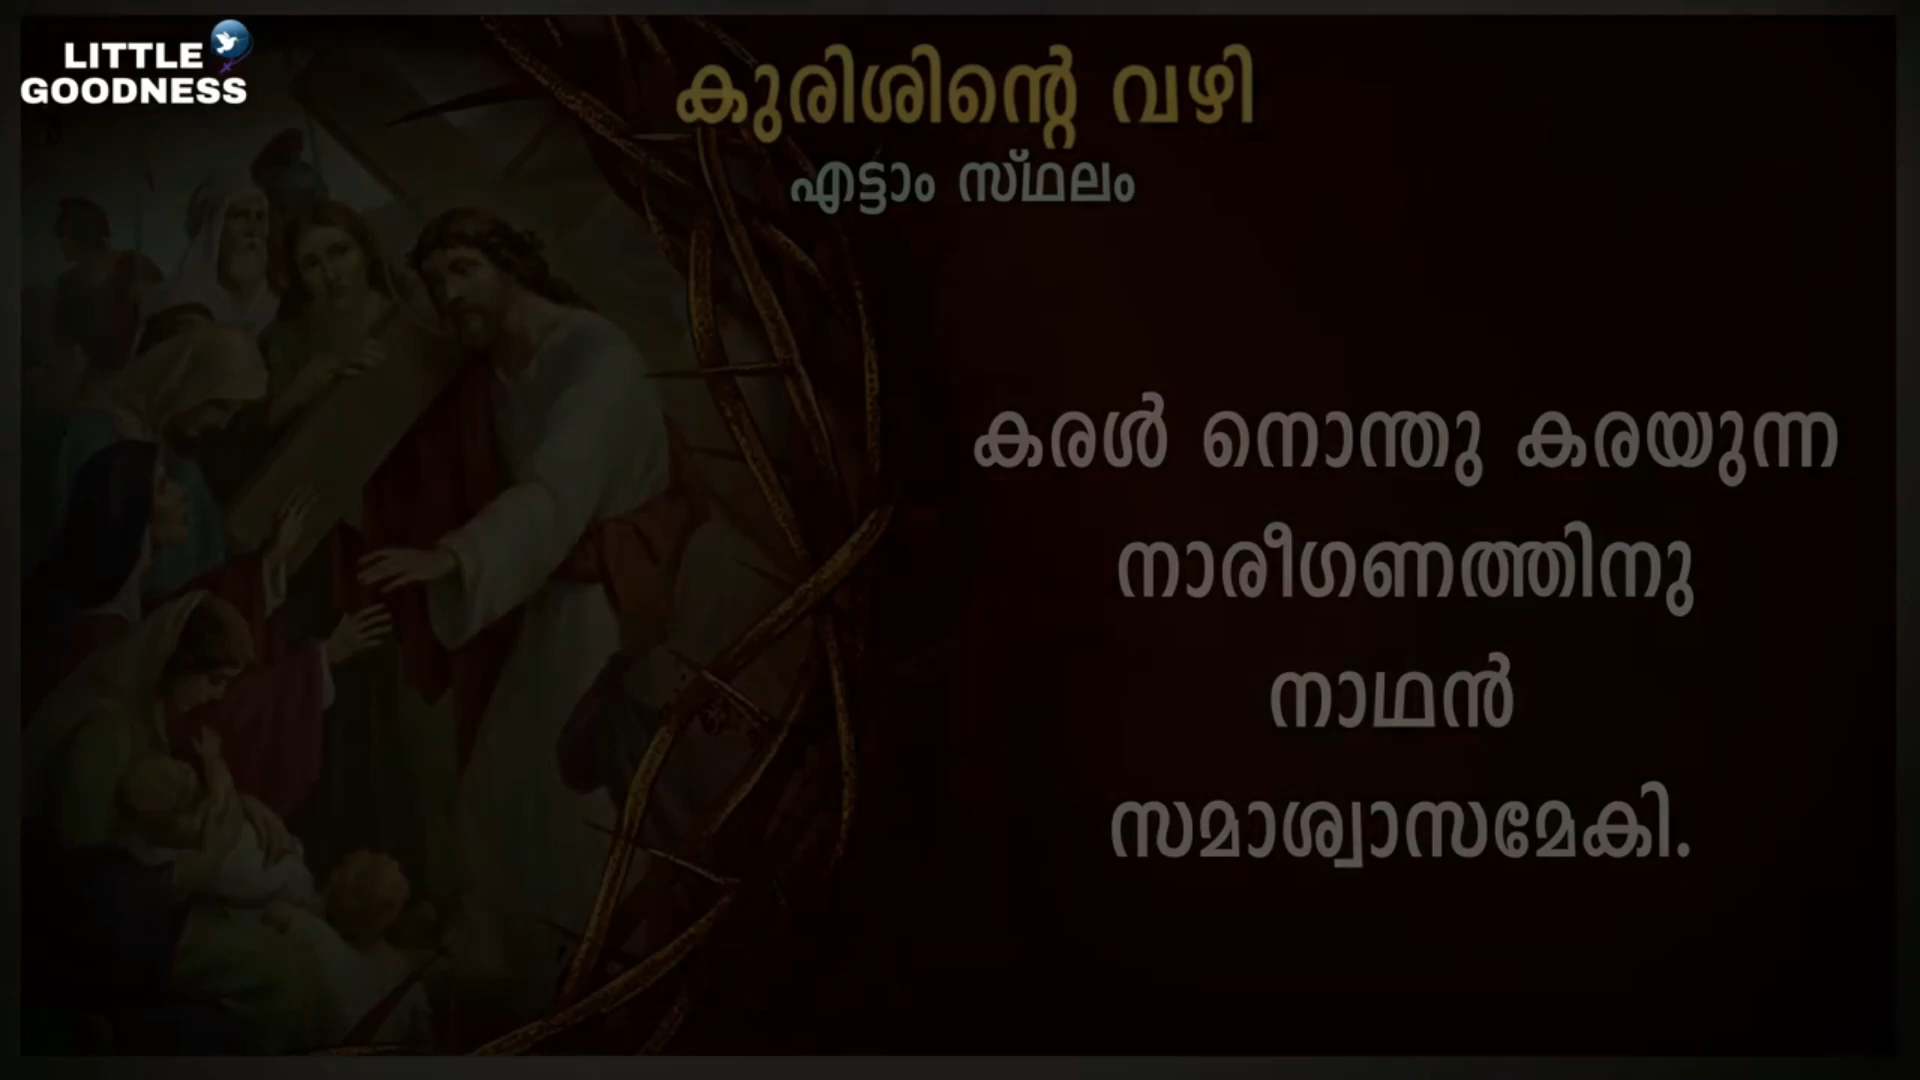 LITTLE
GOODNESS
കുരിശിന്റെ വഴി
എട്ടാം സ്ഥലം
കരൾ നൊന്തു കരയുന്ന
നാരീഗണത്തിനു
നാഥൻ
സമാശ്വാസമേകി.